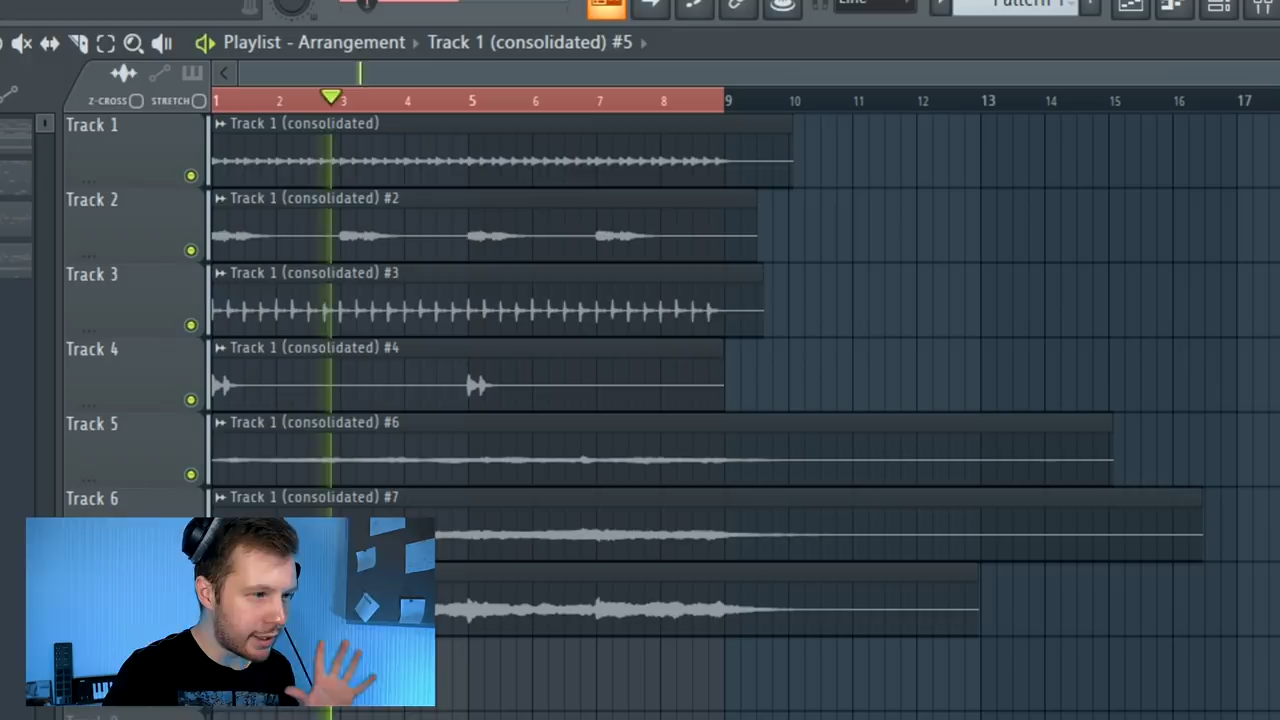 Line
Pattern 1
Playlist - Arrangement ▸ Track 1 (consolidated) #5 ▸
Z-CROSS STRETCH
1 2 3 4 5 6 7 8 9 10 11 12 13 14 15 16 17
Track 1
Track 1 (consolidated)
Track 2
Track 1 (consolidated) #2
Track 3
Track 1 (consolidated) #3
Track 4
Track 1 (consolidated) #4
Track 5
Track 1 (consolidated) #6
Track 6
Track 1 (consolidated) #7